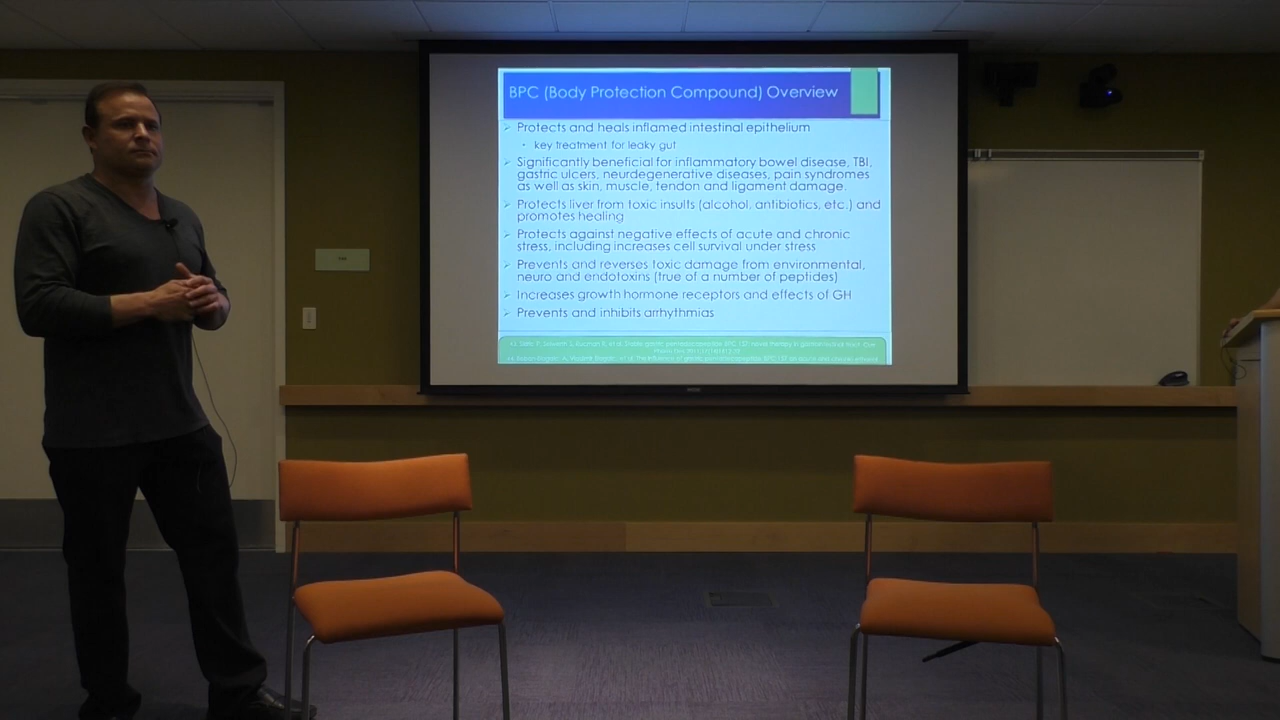 BPC (Body Protection Compound) Overview
Protects and heals inflamed intestinal epithelium
key treatment for leaky gut
Significantly beneficial for inflammatory bowel disease, TBI,
gastric ulcers, neurdegenerative diseases, pain syndromes
as well as skin, muscle, tendon and ligament damage.
Protects liver from toxic insults (alcohol, antibiotics, etc.) and
promotes healing
Protects against negative effects of acute and chronic
stress, including increases cell survival under stress
Prevents and reverses toxic damage from environmental,
neuro and endotoxins (true of a number of peptides)
Increases growth hormone receptors and effects of GH
Prevents and inhibits arrhythmias